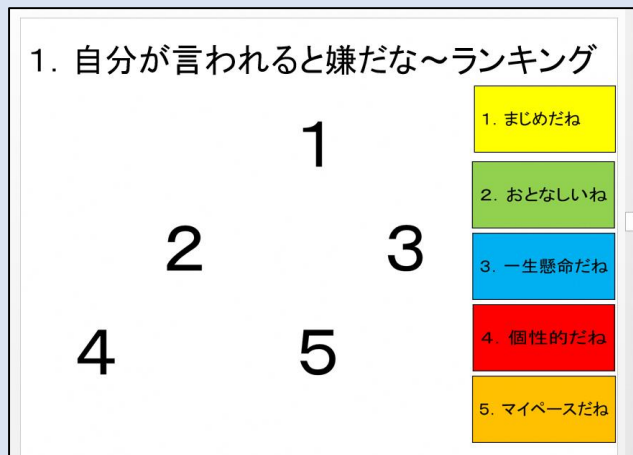 1．自分が言われると嫌だな～ランキング
1
2 3
4 5
1．まじめだね
2．おとなしいね
3．一生懸命だね
4．個性的だね
5．マイペースだね